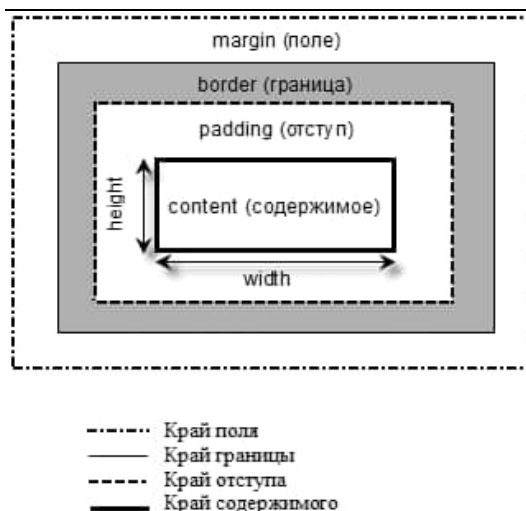 margin (поле)
border (граница)
padding (отступ)
height
content (содержимое)
width
Край поля
Край границы
Край отступа
Край содержимого